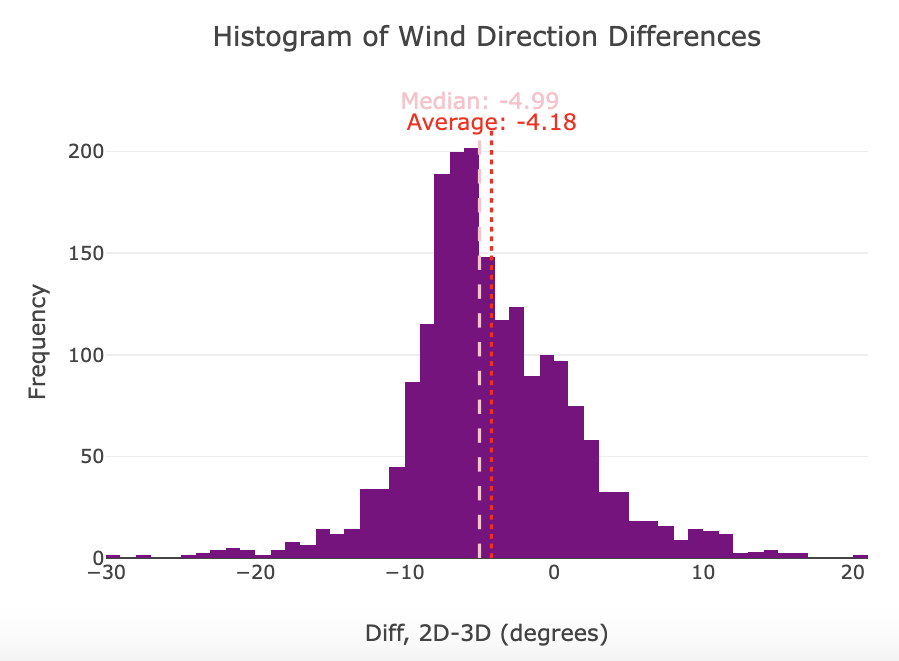 Histogram of Wind Direction Differences
Median: -4.99
Average: -4.18
200
150
100
50
0
−30
−20
−10
0
10
20
Frequency
Diff, 2D-3D (degrees)